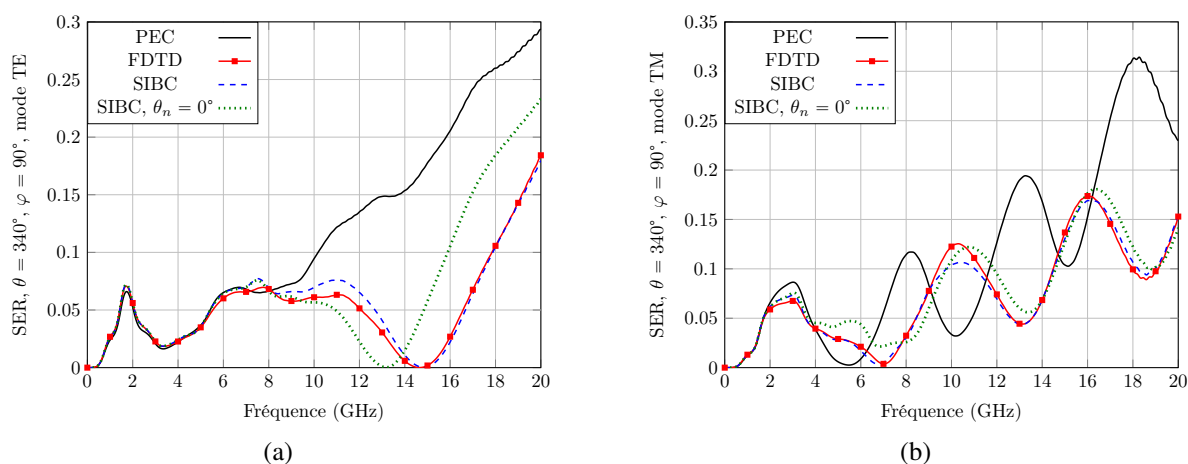 SER, θ = 340°, φ = 90°, mode TE
0.3
0.25
0.2
0.15
0.1
0.05
0
PEC
FDTD
SIBC
SIBC, θn = 0°
0 2 4 6 8 10 12 14 16 18 20
Fréquence (GHz)
(a)
SER, θ = 340°, φ = 90°, mode TM
0.35
0.3
0.25
0.2
0.15
0.1
0.05
0
PEC
FDTD
SIBC
SIBC, θn = 0°
0 2 4 6 8 10 12 14 16 18 20
Fréquence (GHz)
(b)